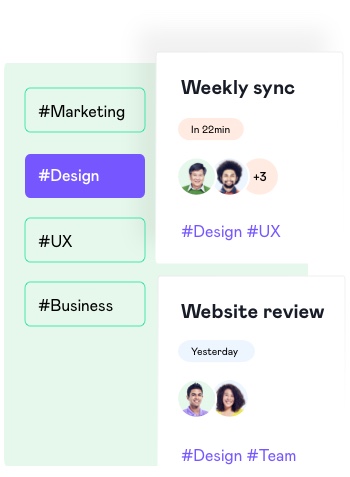 #Marketing
#Design
#UX
#Business
Weekly sync
In 22min
+3
#Design #UX
Website review
Yesterday
#Design #Team